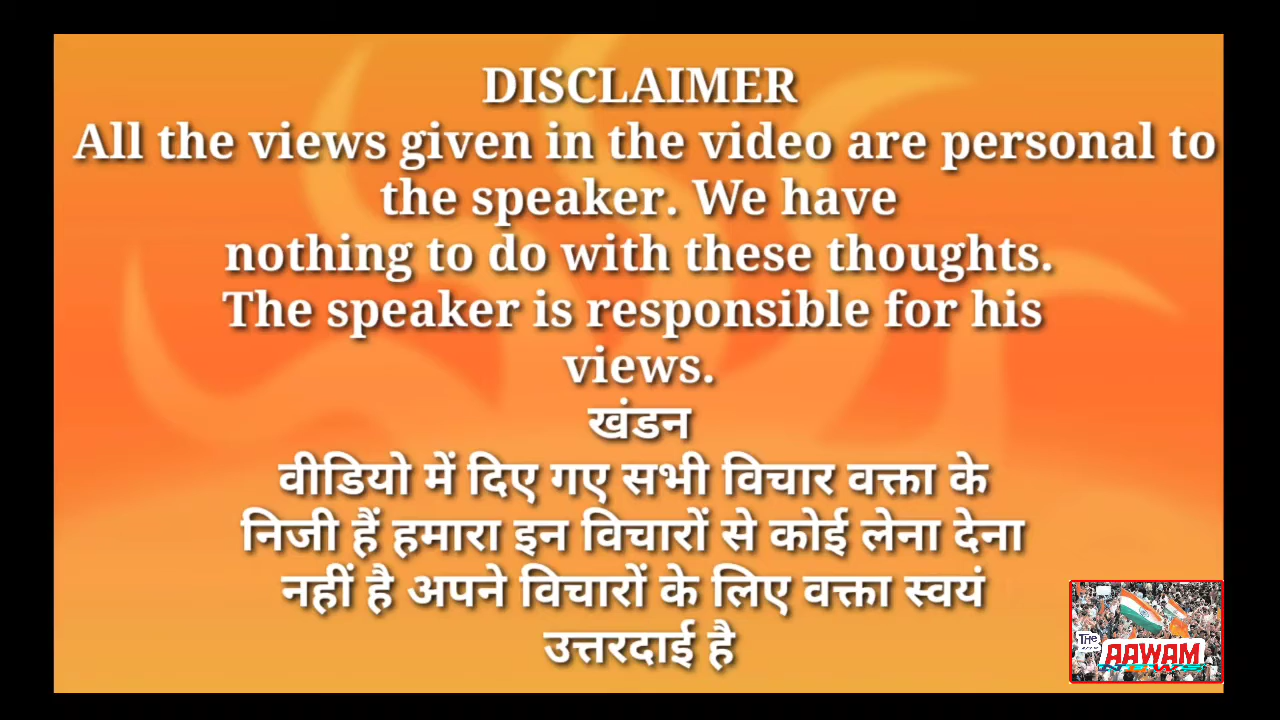 DISCLAIMER
All the views given in the video are personal to
the speaker. We have
nothing to do with these thoughts.
The speaker is responsible for his
views.
खंडन
वीडियो में दिए गए सभी विचार वक्ता के
निजी हैं हमारा इन विचारों से कोई लेना देना
नहीं है अपने विचारों के लिए वक्ता स्वयं
उत्तरदाई है
THe
AAWAM
NEWS